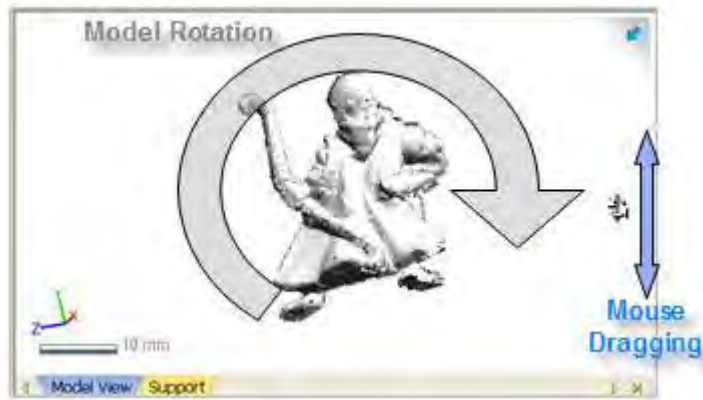 Model Rotation
Mouse
Dragging
Z
X
10 mm
Model View Support